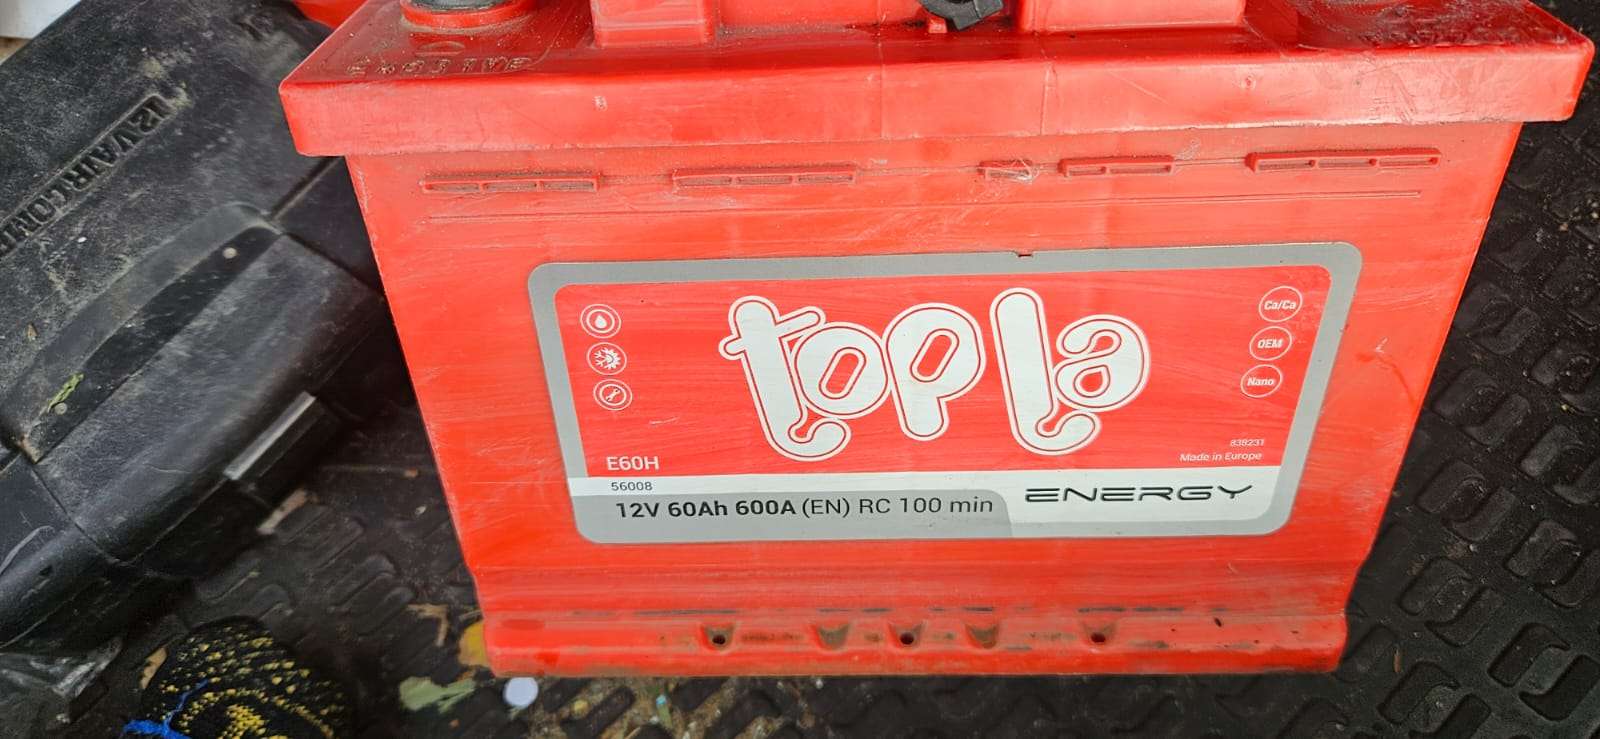 Ca/Ca
topla
OEM
Nano
838231
Made in Europe
E60H
56008
12V 60Ah 600A (EN) RC 100 min
ENERGY